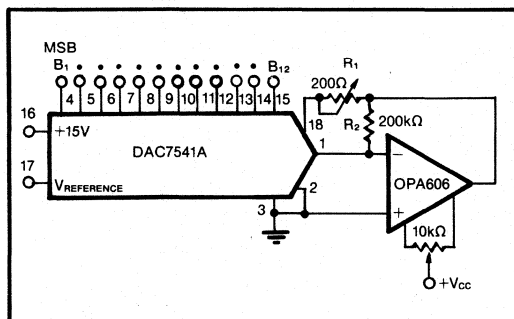 MSB
B1 B12
4 5 6 7 8 9 10 11 12 13 14 15
R1
200Ω
16
+15V
18
R2
200kΩ
DAC7541A
1
−
OPA606
17
VREFERENCE
2
3
+
10kΩ
+VCC